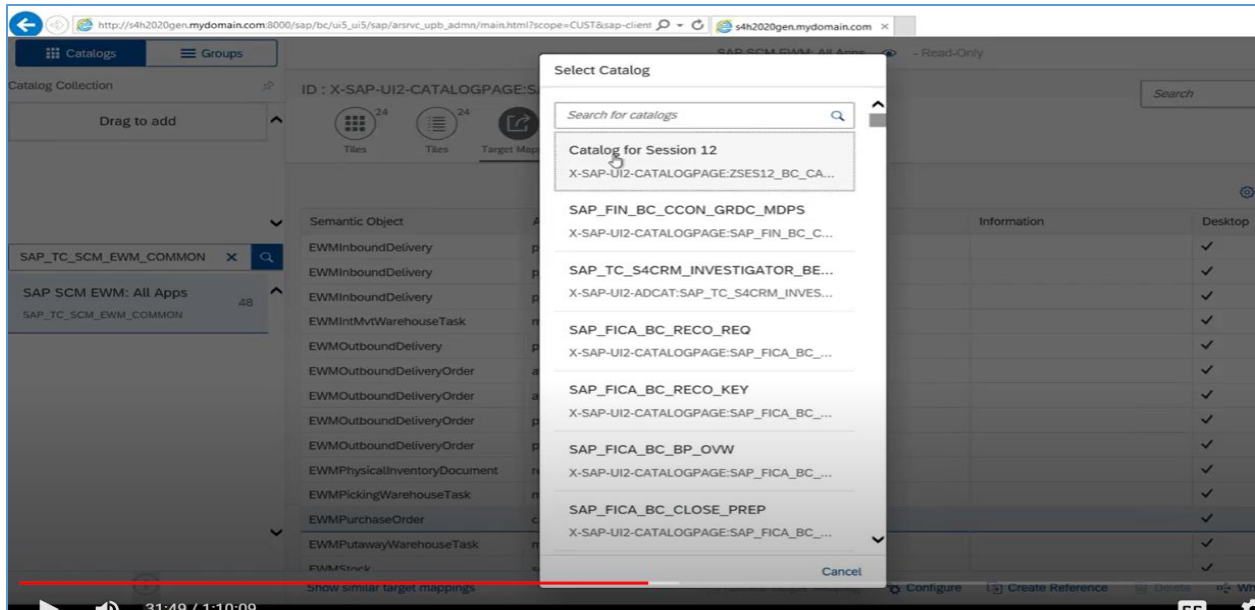 http://s4h2020gen.mydomain.com:8000/sap/bc/ui5_ui5/sap/arsrvc_upb_admn/main.html?scope=CUST&sap-client
s4h2020gen.mydomain.com
Catalogs
Groups
SAP SCM EWM: All Apps
- Read-Only
Catalog Collection
Drag to add
SAP_TC_SCM_EWM_COMMON
SAP SCM EWM: All Apps
48
SAP_TC_SCM_EWM_COMMON
ID : X-SAP-UI2-CATALOGPAGE:S
24
24
Tiles
Tiles
Target Map
Search
Semantic Object
Information
Desktop
EWMInboundDelivery
EWMInboundDelivery
EWMInboundDelivery
EWMIntMvtWarehouseTask
EWMOutboundDelivery
EWMOutboundDeliveryOrder
EWMOutboundDeliveryOrder
EWMOutboundDeliveryOrder
EWMOutboundDeliveryOrder
EWMPhysicalInventoryDocument
EWMPickingWarehouseTask
EWMPurchaseOrder
EWMPutawayWarehouseTask
EWMStock
Show similar target mappings
Configure
Create Reference
Delete
Select Catalog
Search for catalogs
Catalog for Session 12
X-SAP-UI2-CATALOGPAGE:ZSES12_BC_CA...
SAP_FIN_BC_CCON_GRDC_MDPS
X-SAP-UI2-CATALOGPAGE:SAP_FIN_BC_C...
SAP_TC_S4CRM_INVESTIGATOR_BE...
X-SAP-UI2-ADCAT:SAP_TC_S4CRM_INVES...
SAP_FICA_BC_RECO_REQ
X-SAP-UI2-CATALOGPAGE:SAP_FICA_BC_...
SAP_FICA_BC_RECO_KEY
X-SAP-UI2-CATALOGPAGE:SAP_FICA_BC_...
SAP_FICA_BC_BP_OVW
X-SAP-UI2-CATALOGPAGE:SAP_FICA_BC_...
SAP_FICA_BC_CLOSE_PREP
X-SAP-UI2-CATALOGPAGE:SAP_FICA_BC_...
Cancel
31:49 / 1:10:09